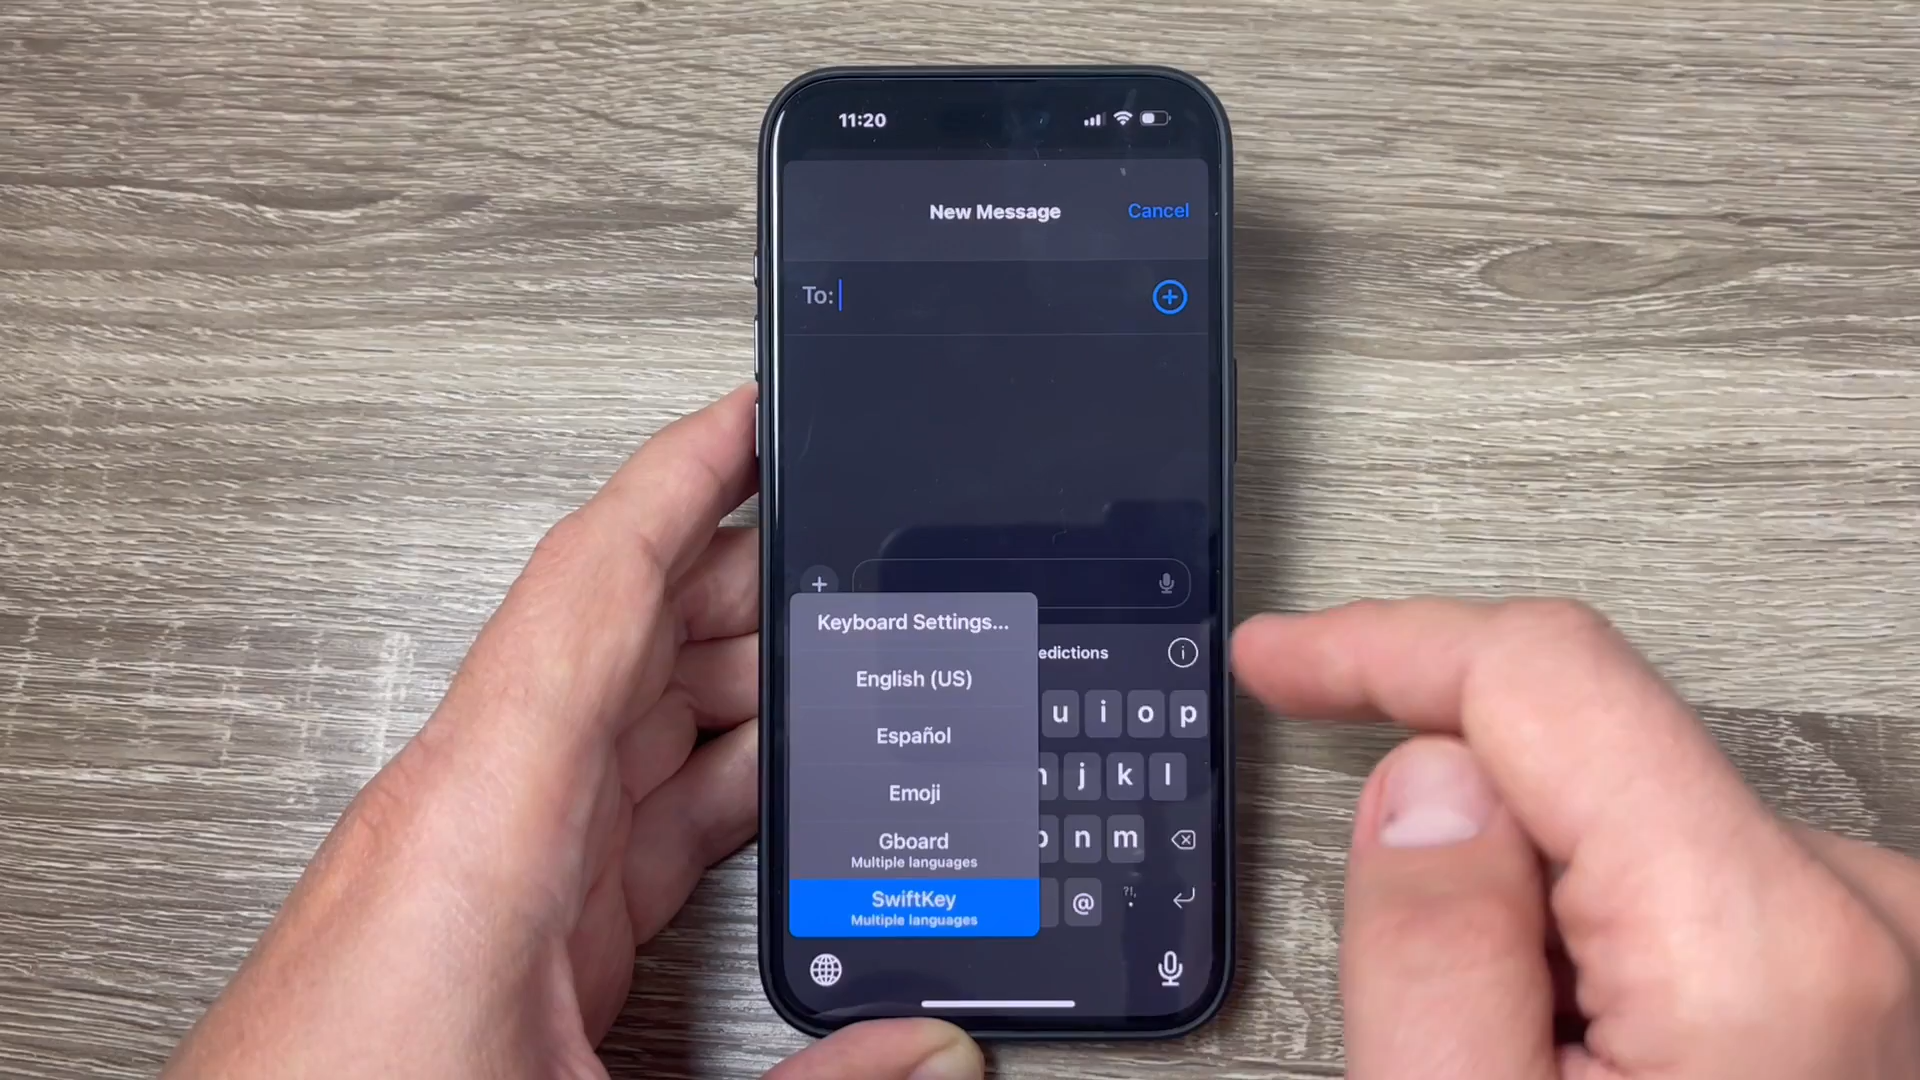 11:20
New Message
Cancel
To:
Keyboard Settings...
edictions
English (US)
u i o p
Español
j k l
Emoji
Gboard
Multiple languages
n m
SwiftKey
Multiple languages
@ ?!,.